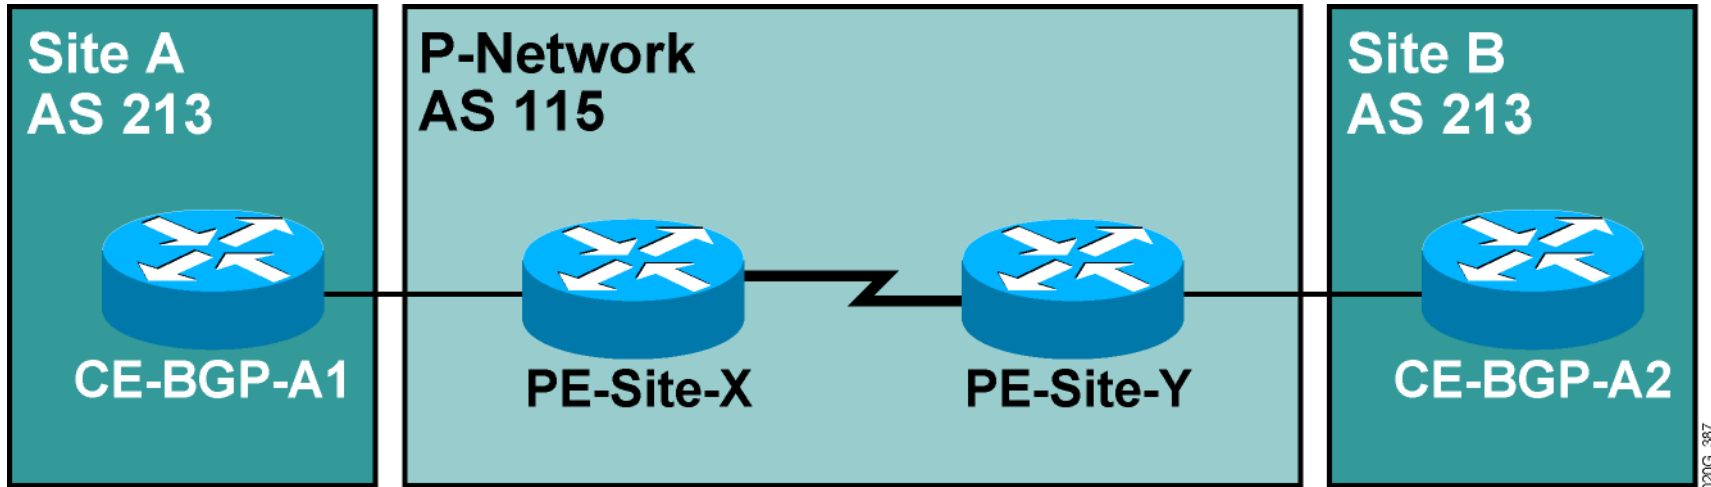 Site A
AS 213
P-Network
AS 115
Site B
AS 213
CE-BGP-A1
PE-Site-X
PE-Site-Y
CE-BGP-A2